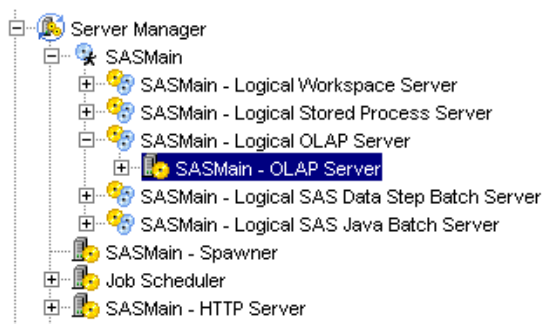 Server Manager
SASMain
SASMain - Logical Workspace Server
SASMain - Logical Stored Process Server
SASMain - Logical OLAP Server
SASMain - OLAP Server
SASMain - Logical SAS Data Step Batch Server
SASMain - Logical SAS Java Batch Server
SASMain - Spawner
Job Scheduler
SASMain - HTTP Server